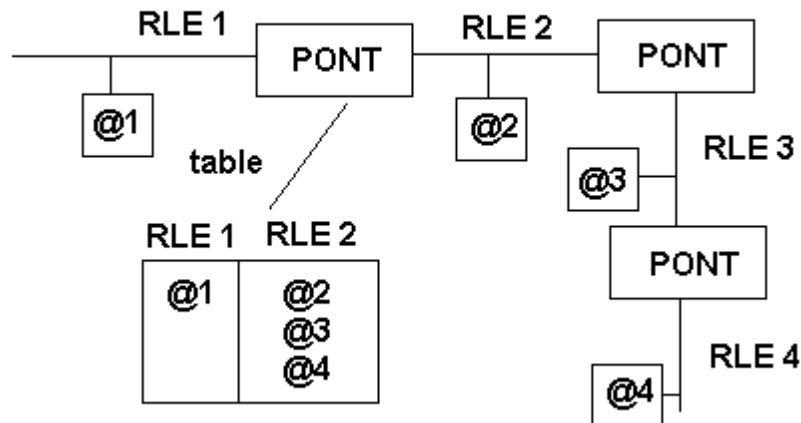 RLE 1
PONT
RLE 2
PONT
@1
@2
table
RLE 3
@3
RLE 1 RLE 2
PONT
@1 @2
@3
@4
RLE 4
@4